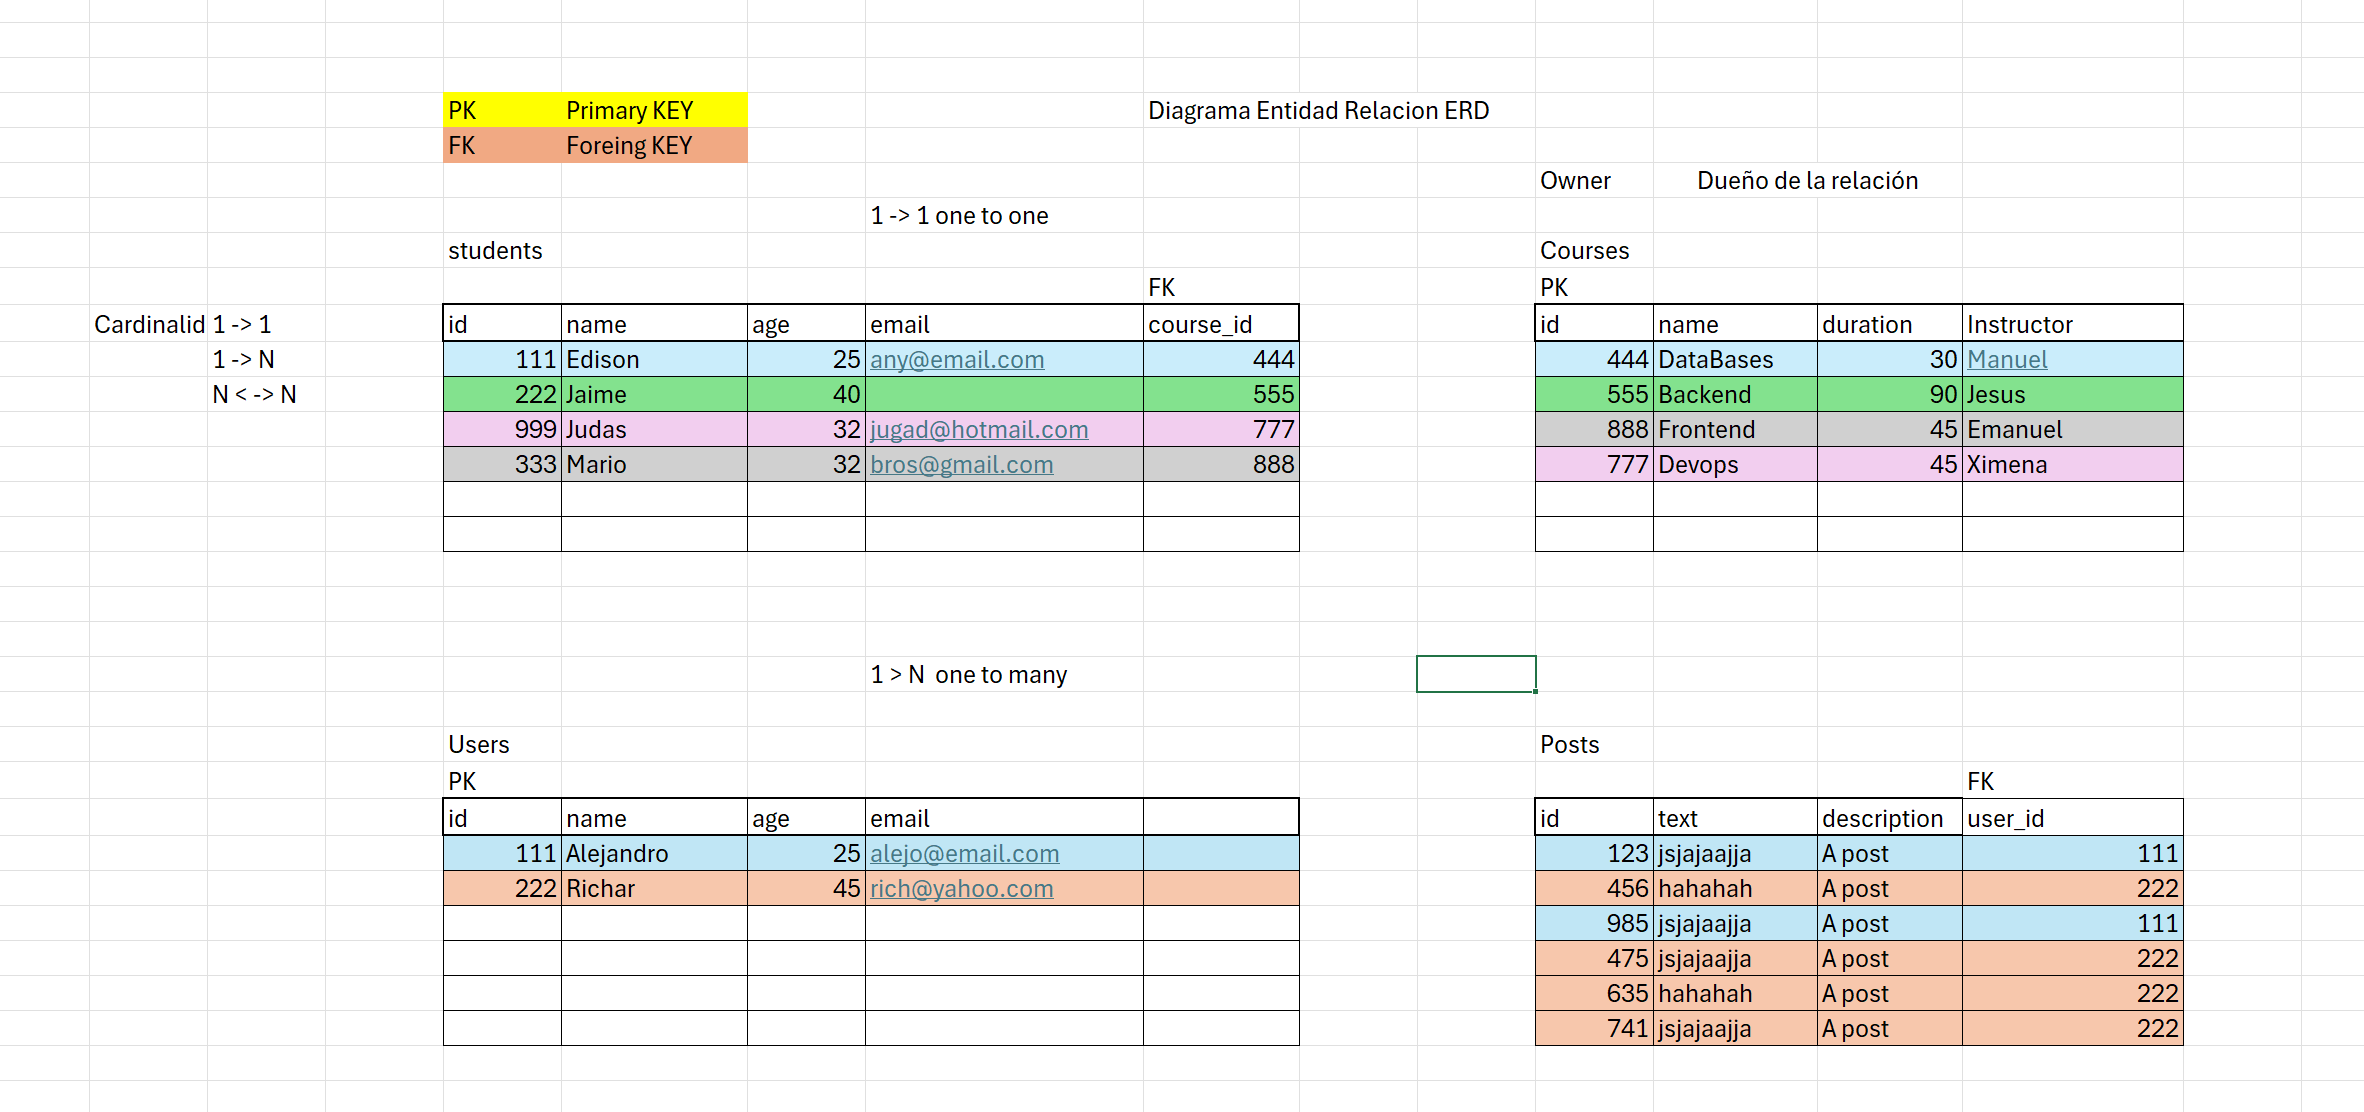 PK Primary KEY Diagrama Entidad Relacion ERD
FK Foreing KEY
Owner Dueño de la relación
1 -> 1 one to one
students Courses
FK PK
Cardinalid 1 -> 1 id name age email course_id id name duration Instructor
1 -> N 111 Edison 25 any@email.com 444 444 DataBases 30 Manuel
N < -> N 222 Jaime 40 555 555 Backend 90 Jesus
999 Judas 32 jugad@hotmail.com 777 888 Frontend 45 Emanuel
333 Mario 32 bros@gmail.com 888 777 Devops 45 Ximena
1 > N one to many
Users Posts
PK FK
id name age email id text description user_id
111 Alejandro 25 alejo@email.com 123 jsjajaajja A post 111
222 Richar 45 rich@yahoo.com 456 hahahah A post 222
985 jsjajaajja A post 111
475 jsjajaajja A post 222
635 hahahah A post 222
741 jsjajaajja A post 222